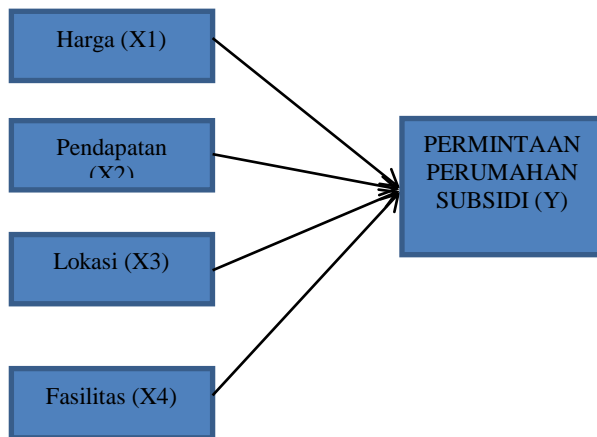 Harga (X1)
Pendapatan
(X2)
PERMINTAAN
PERUMAHAN
SUBSIDI (Y)
Lokasi (X3)
Fasilitas (X4)